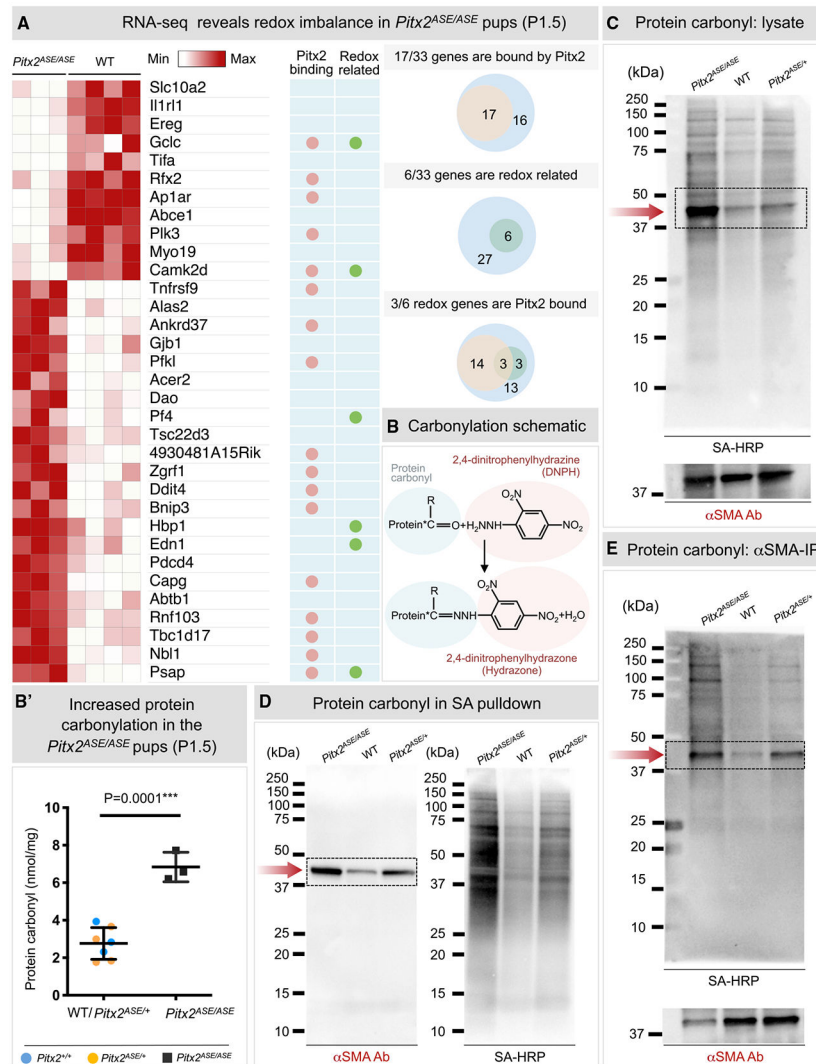 A RNA-seq reveals redox imbalance in Pitx2ASE/ASE pups (P1.5)
Pitx2ASE/ASE WT
Min Max
Pitx2 binding
Redox related
Slc10a2
Il1rl1
Ereg
Gclc
Tifa
Rfx2
Ap1ar
Abce1
Plk3
Myo19
Camk2d
Tnfrsf9
Alas2
Ankrd37
Gjb1
Pfkl
Acer2
Dao
Pf4
Tsc22d3
4930481A15Rik
Zgrf1
Ddit4
Bnip3
Hbp1
Edn1
Pdcd4
Capg
Abtb1
Rnf103
Tbc1d17
Nbl1
Psap
17/33 genes are bound by Pitx2
17
16
6/33 genes are redox related
6
27
3/6 redox genes are Pitx2 bound
14 3 3
13
B Carbonylation schematic
2,4-dinitrophenylhydrazine
(DNPH)
Protein
carbonyl
R
Protein*C=O+H2NNH
NO2
NO2
R
Protein*C=NNH
NO2
NO2+H2O
2,4-dinitrophenylhydrazone
(Hydrazone)
B' Increased protein
carbonylation in the
Pitx2ASE/ASE pups (P1.5)
P=0.0001***
Protein carbonyl (nmol/mg)
10
8
6
4
2
0
WT/Pitx2ASE/+ Pitx2ASE/ASE
Pitx2+/+ Pitx2ASE/+ Pitx2ASE/ASE
C Protein carbonyl: lysate
(kDa)
Pitx2ASE/ASE WT Pitx2ASE/+
250
150
100
75
50
37
25
20
15
10
SA-HRP
37
αSMA Ab
D Protein carbonyl in SA pulldown
(kDa)
Pitx2ASE/ASE WT Pitx2ASE/+
250
150
100
50
37
25
20
15
10
αSMA Ab
(kDa)
Pitx2ASE/ASE WT Pitx2ASE/+
250
150
100
75
50
37
25
20
15
10
SA-HRP
E Protein carbonyl: αSMA-IP
(kDa)
Pitx2ASE/ASE WT Pitx2ASE/+
250
150
100
75
50
37
25
20
15
10
SA-HRP
37
αSMA Ab